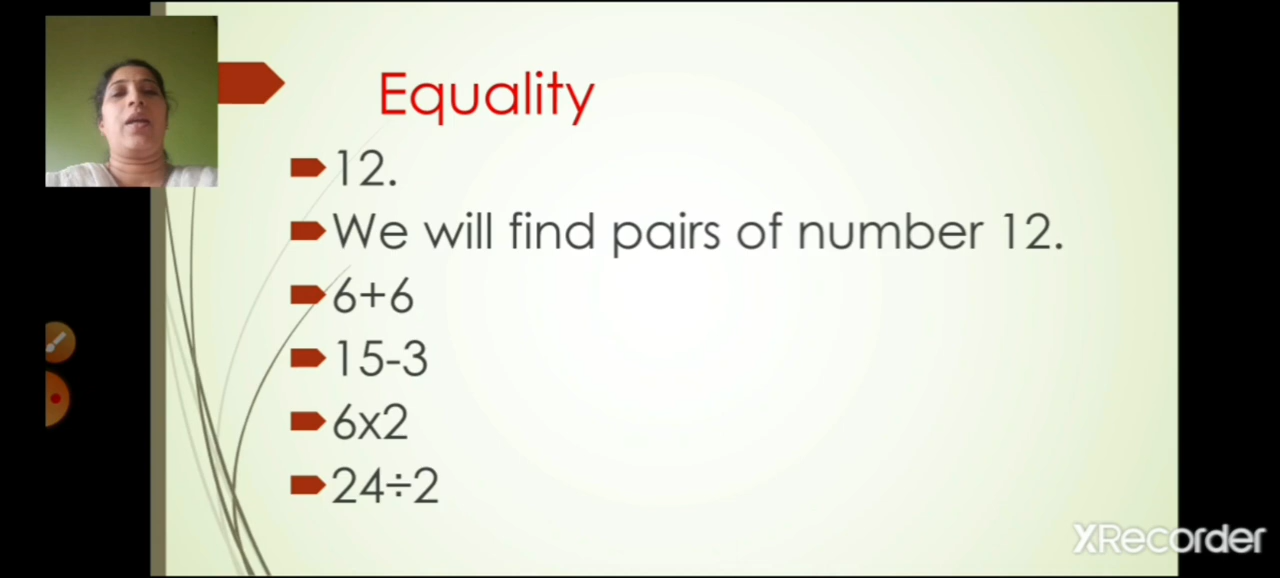 Equality
12.
We will find pairs of number 12.
6+6
15-3
6x2
24÷2
XRecorder